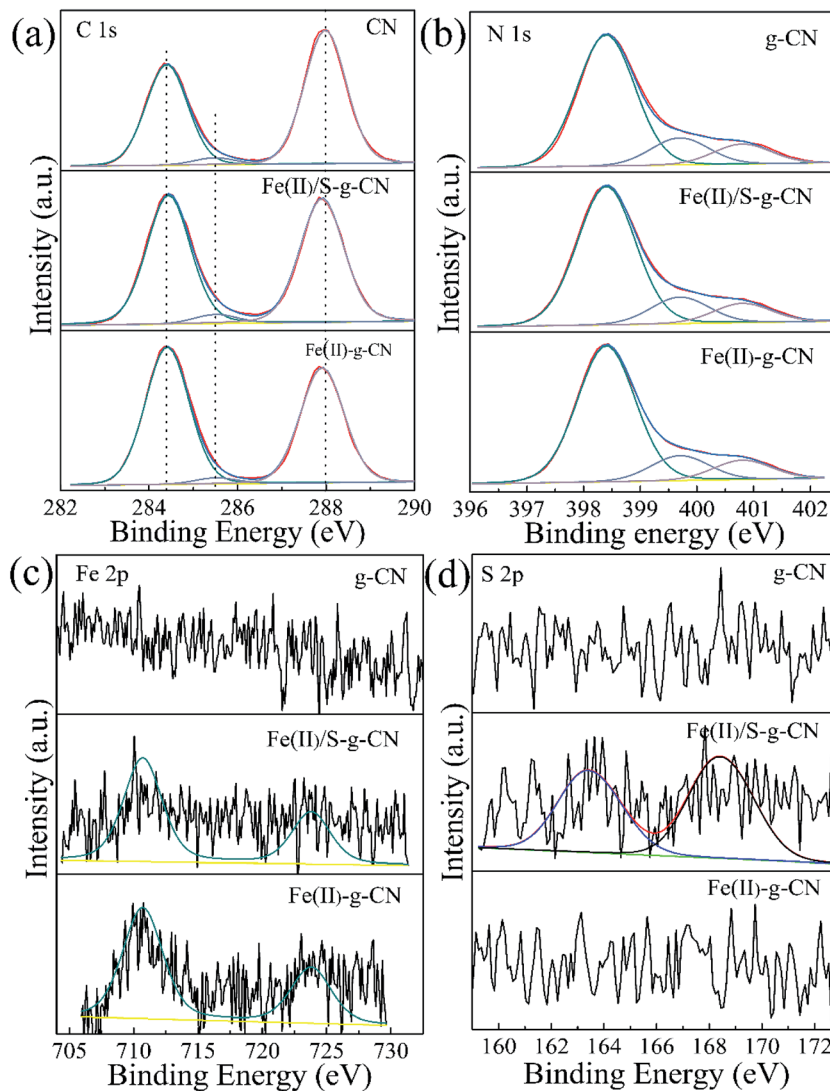 (a) C 1s CN
Fe(II)/S-g-CN
Fe(II)-g-CN
Intensity (a.u.)
282 284 286 288 290
Binding Energy (eV)
(b) N 1s g-CN
Fe(II)/S-g-CN
Fe(II)-g-CN
Intensity (a.u.)
396 397 398 399 400 401 402
Binding energy (eV)
(c) Fe 2p g-CN
Fe(II)/S-g-CN
Fe(II)-g-CN
Intensity (a.u.)
705 710 715 720 725 730
Binding Energy (eV)
(d) S 2p g-CN
Fe(II)/S-g-CN
Fe(II)-g-CN
Intensity (a.u.)
160 162 164 166 168 170 172
Binding Energy (eV)